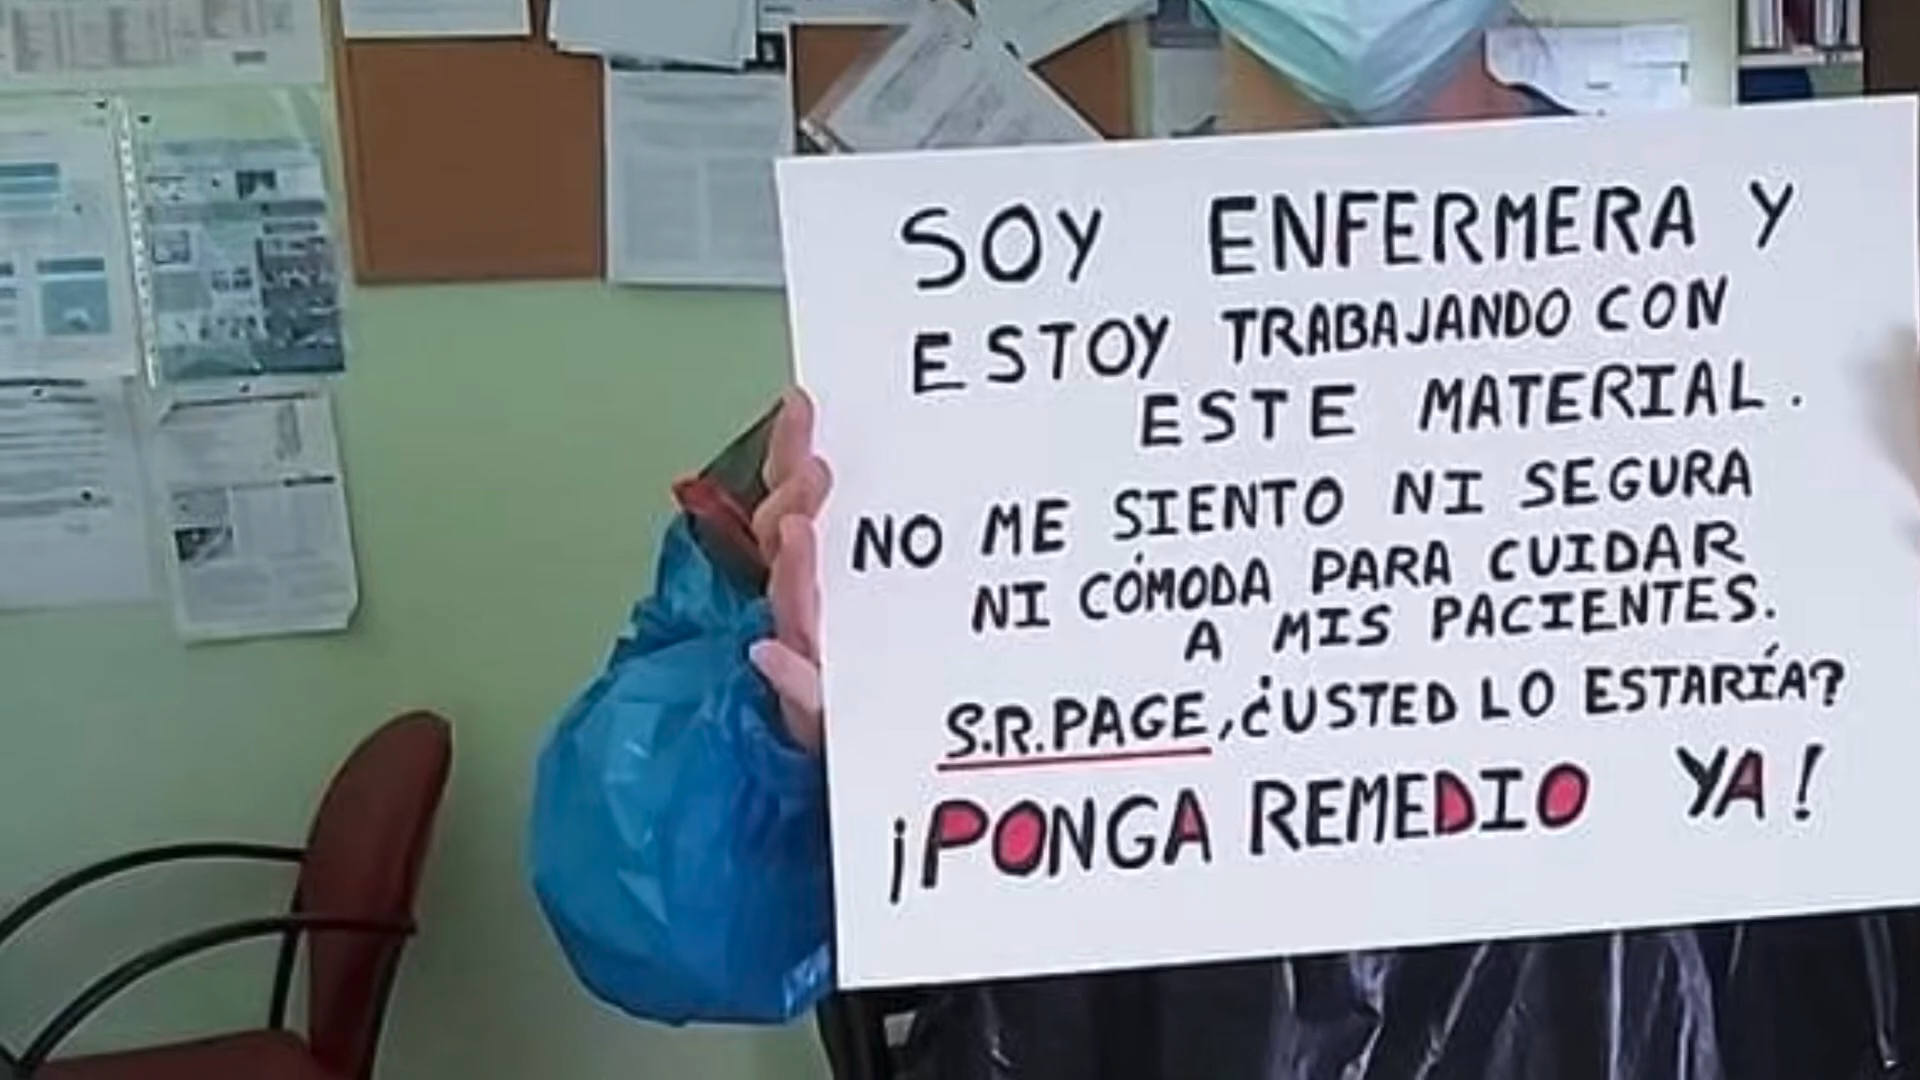 SOY ENFERMERA Y
ESTOY TRABAJANDO CON
ESTE MATERIAL.
NO ME SIENTO NI SEGURA
NI CÓMODA PARA CUIDAR
A MIS PACIENTES.
S.R. PAGE, ¿USTED LO ESTARÍA?
¡PONGA REMEDIO YA!